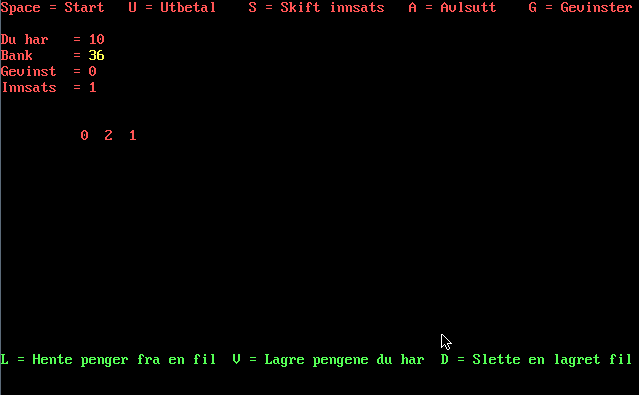 Space = Start   U = Utbetal    S = Skift innsats   A = Avlsutt    G = Gevinster
Du har   = 10
Bank     = 36
Gevinst  = 0
Innsats  = 1
0  2  1
L = Hente penger fra en fil  V = Lagre pengene du har  D = Slette en lagret fil